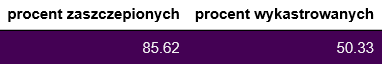 procent zaszczepionych procent wykastrowanych
85.62 50.33